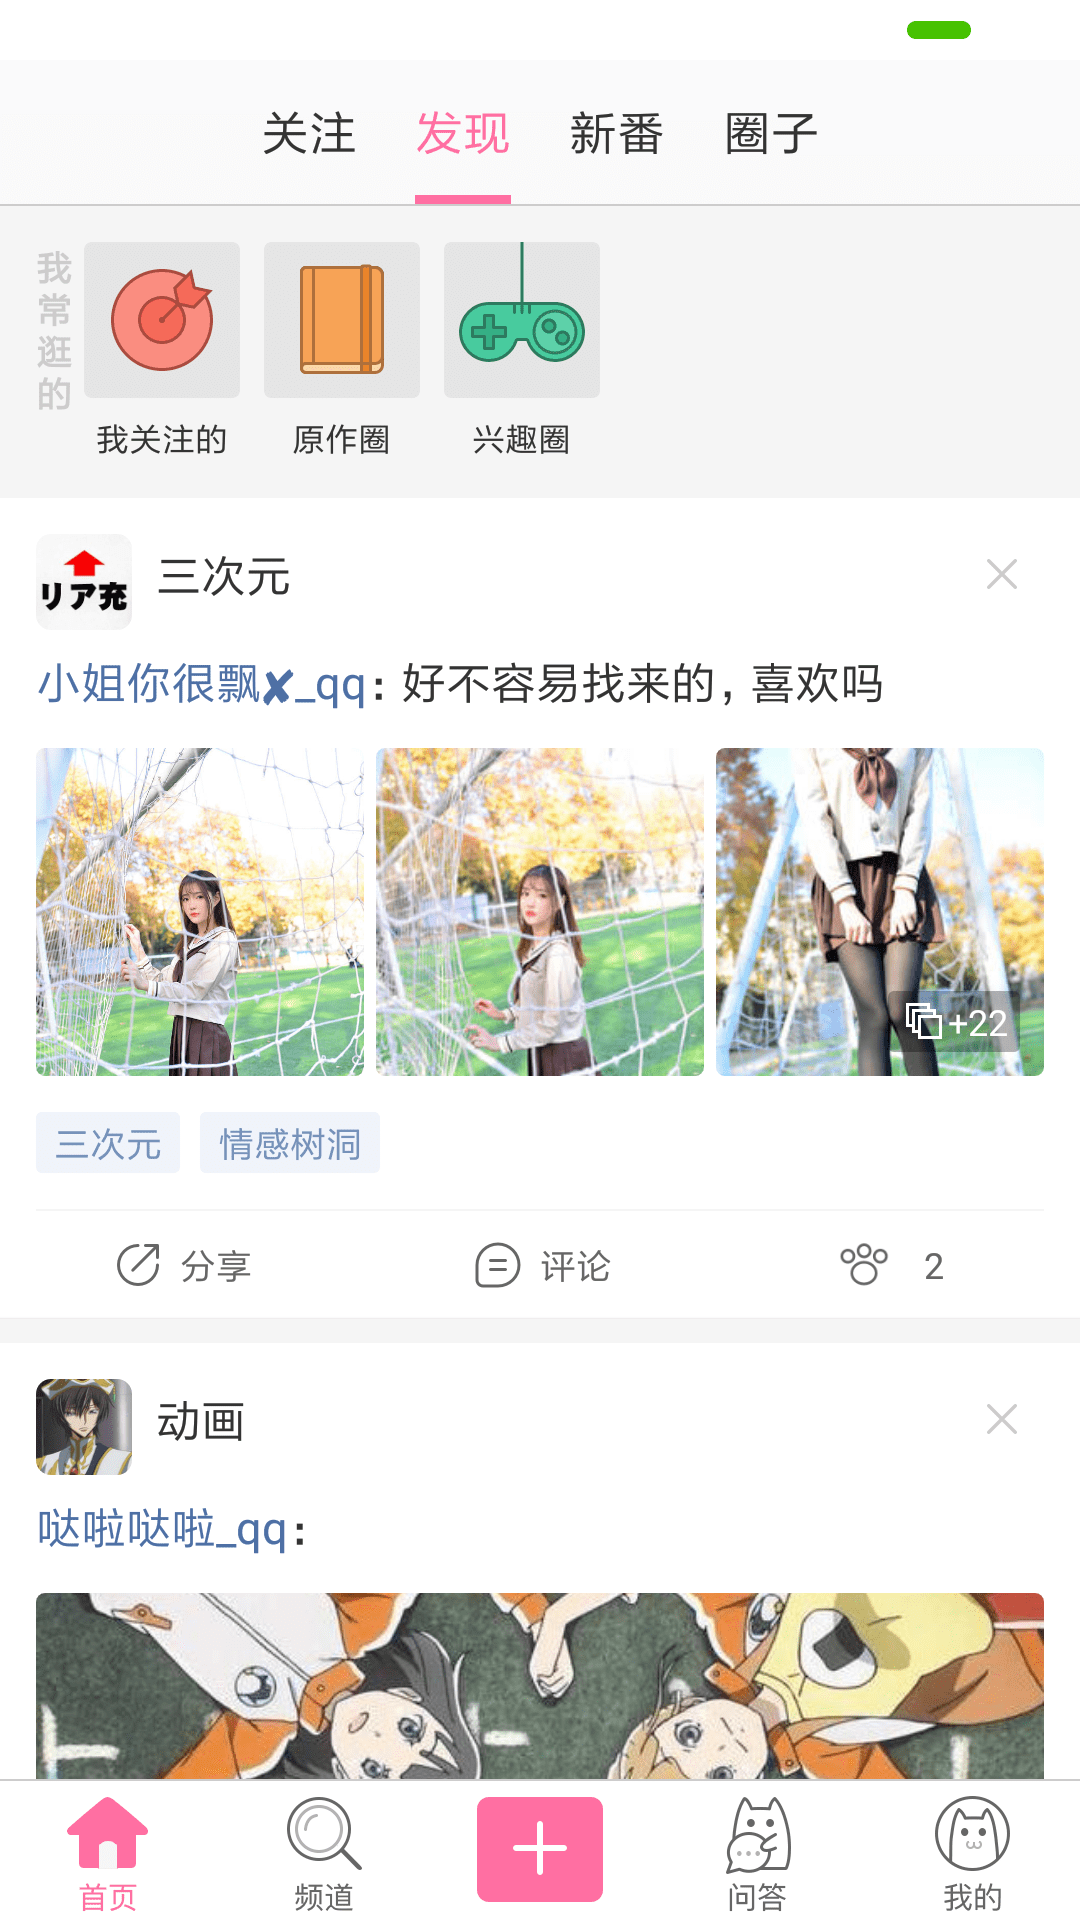 关注 发现 新番 圈子
我常逛的
我关注的 原作圈 兴趣圈
リア充
三次元
小姐你很飘✘_qq：好不容易找来的，喜欢吗
+22
三次元 情感树洞
分享 评论 2
动画
哒啦哒啦_qq：
首页 频道 问答 我的